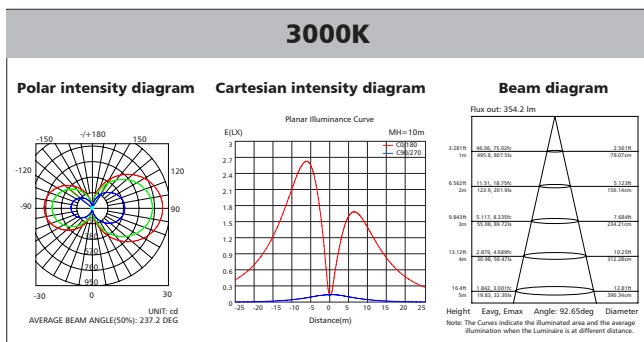 3000K
Polar intensity diagram
-/+180
-150
150
-120
120
-90
90
190
380
570
760
950
-30
0
30
UNIT: cd
AVERAGE BEAM ANGLE(50%): 237.2 DEG
Cartesian intensity diagram
Planar Illuminance Curve
E(LX)
MH=10m
C0/180
C90/270
3
2.7
2.4
2.1
1.8
1.5
1.2
0.9
0.6
0.3
0
-25 -20 -15 -10 -5 0 5 10 15 20 25
Distance(m)
Beam diagram
Flux out: 354.2 lm
3.281ft 46.06, 75.02fc 2.561ft
1m 495.8, 807.5lx 78.07cm
6.562ft 11.51, 18.75fc 5.123ft
2m 123.9, 201.9lx 156.14cm
9.843ft 5.117, 8.335fc 7.684ft
3m 55.08, 89.72lx 234.21cm
13.12ft 2.879, 4.689fc 10.25ft
4m 30.98, 50.47lx 312.28cm
16.4ft 1.842, 3.001fc 12.81ft
5m 19.83, 32.30lx 390.34cm
Height Eavg, Emax Angle: 92.65deg Diameter
Note: The Curves indicate the illuminated area and the average
illumination when the Luminaire is at different distance.